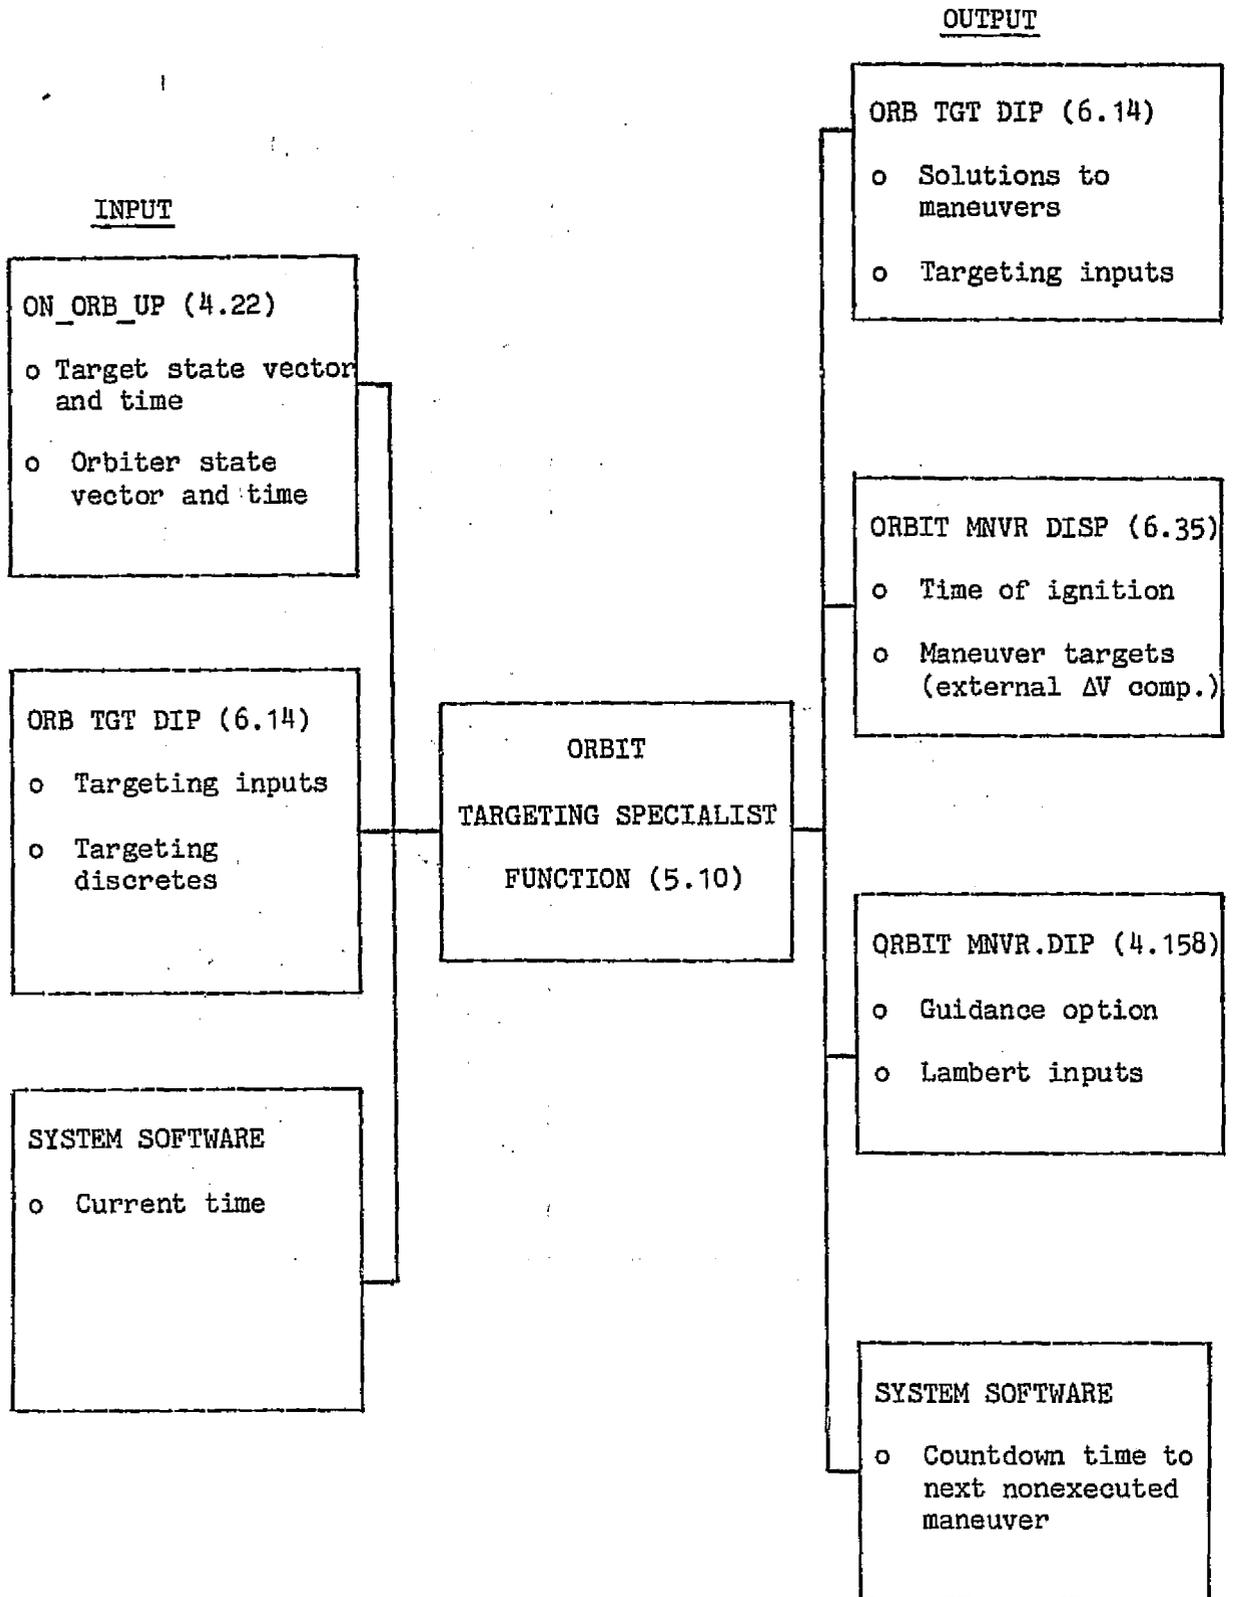 OUTPUT
ORB TGT DIP (6.14)
o Solutions to
maneuvers
o Targeting inputs
INPUT
ON_ORB_UP (4.22)
o Target state vector
and time
o Orbiter state
vector and time
ORBIT MNVR DISP (6.35)
o Time of ignition
o Maneuver targets
(external ΔV comp.)
ORB TGT DIP (6.14)
o Targeting inputs
o Targeting
discretes
ORBIT
TARGETING SPECIALIST
FUNCTION (5.10)
ORBIT MNVR.DIP (4.158)
o Guidance option
o Lambert inputs
SYSTEM SOFTWARE
o Current time
SYSTEM SOFTWARE
o Countdown time to
next nonexecuted
maneuver